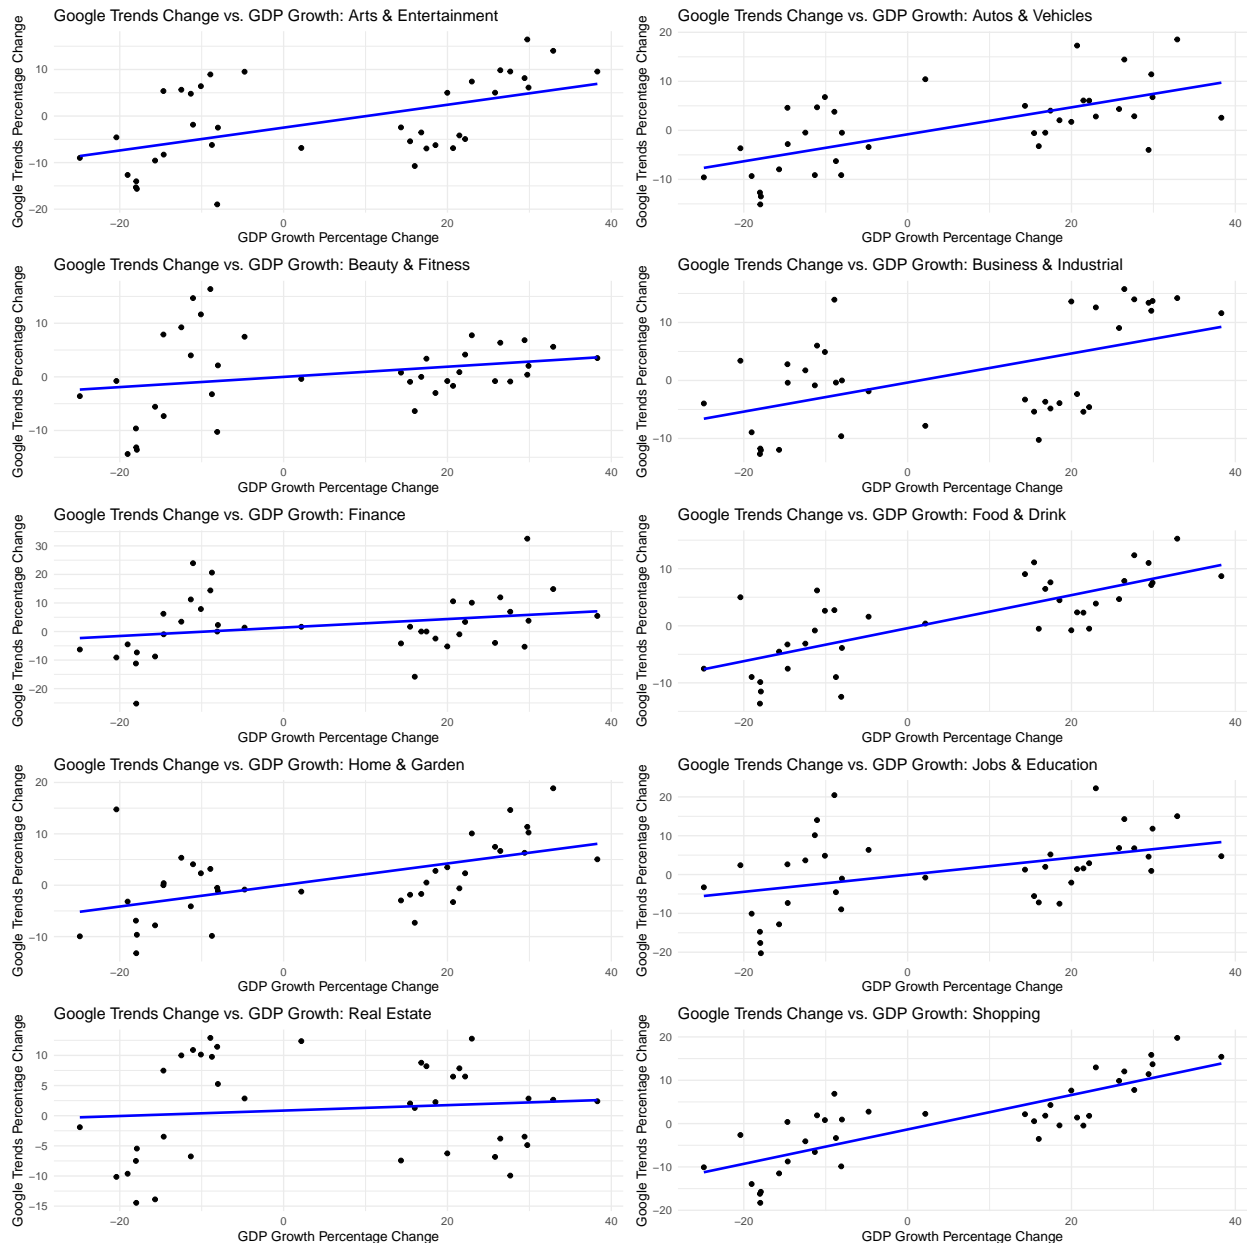 Google Trends Change vs. GDP Growth: Arts & Entertainment
Google Trends Percentage Change
10
0
−10
−20
−20
0
20
40
GDP Growth Percentage Change
Google Trends Change vs. GDP Growth: Autos & Vehicles
Google Trends Percentage Change
20
10
0
−10
−20
0
20
40
GDP Growth Percentage Change
Google Trends Change vs. GDP Growth: Beauty & Fitness
Google Trends Percentage Change
10
0
−10
−20
0
20
40
GDP Growth Percentage Change
Google Trends Change vs. GDP Growth: Business & Industrial
Google Trends Percentage Change
10
0
−10
−20
0
20
40
GDP Growth Percentage Change
Google Trends Change vs. GDP Growth: Finance
Google Trends Percentage Change
30
20
10
0
−10
−20
−20
0
20
40
GDP Growth Percentage Change
Google Trends Change vs. GDP Growth: Food & Drink
Google Trends Percentage Change
10
0
−10
−20
0
20
40
GDP Growth Percentage Change
Google Trends Change vs. GDP Growth: Home & Garden
Google Trends Percentage Change
20
10
0
−10
−20
0
20
40
GDP Growth Percentage Change
Google Trends Change vs. GDP Growth: Jobs & Education
Google Trends Percentage Change
20
10
0
−10
−20
−20
0
20
40
GDP Growth Percentage Change
Google Trends Change vs. GDP Growth: Real Estate
Google Trends Percentage Change
10
5
0
−5
−10
−15
−20
0
20
40
GDP Growth Percentage Change
Google Trends Change vs. GDP Growth: Shopping
Google Trends Percentage Change
20
10
0
−10
−20
−20
0
20
40
GDP Growth Percentage Change